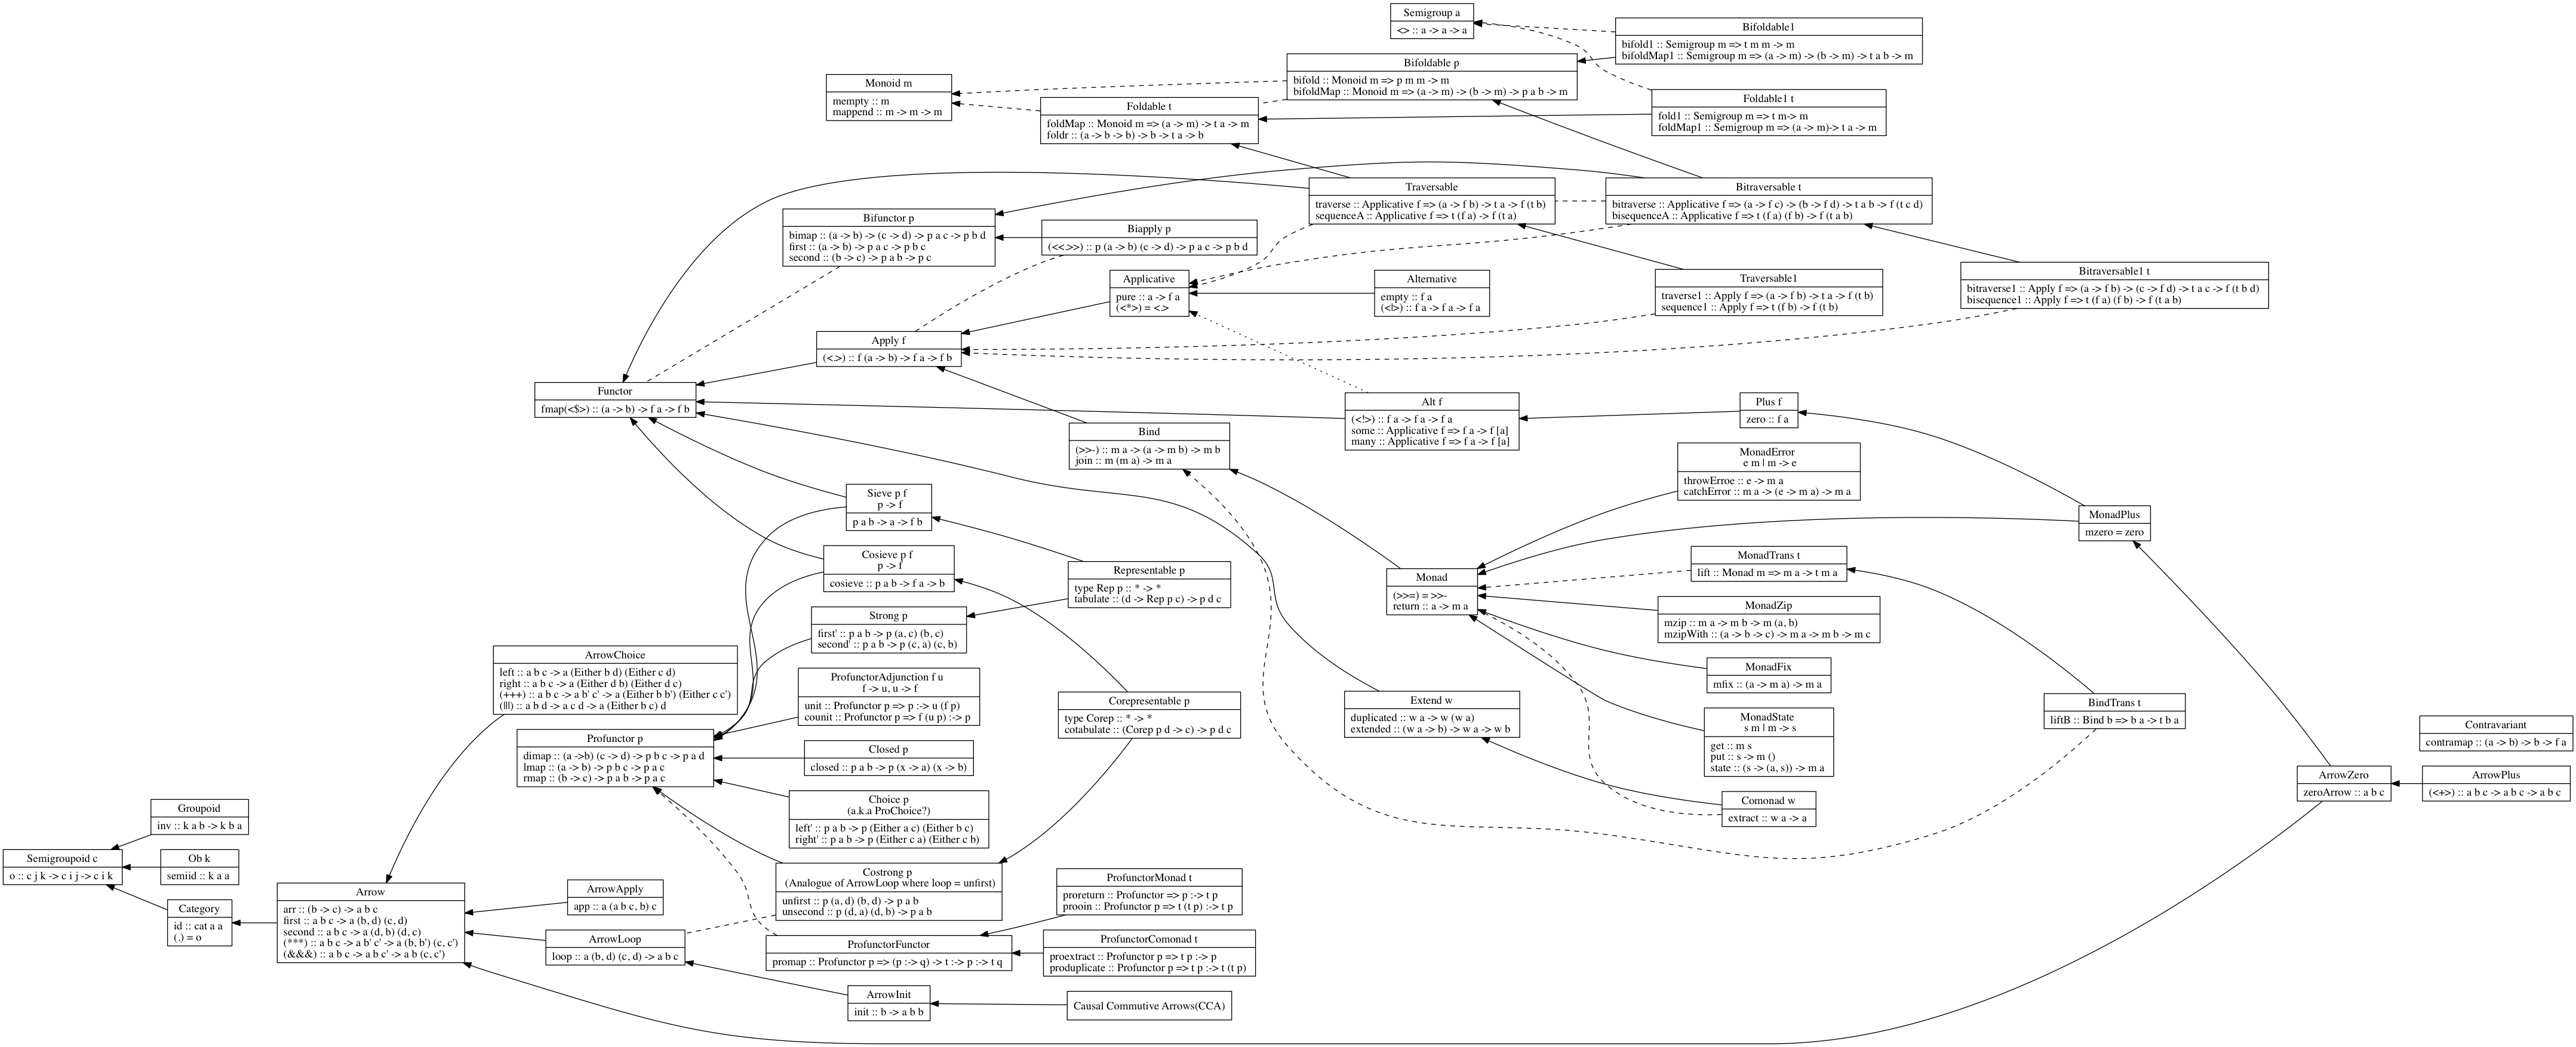 Semigroup a
<> :: a -> a -> a
Bifoldable1
bifold1 :: Semigroup m => t m m -> m
bifoldMap1 :: Semigroup m => (a -> m) -> (b -> m) -> t a b -> m
Bifoldable p
bifold :: Monoid m => p m m -> m
bifoldMap :: Monoid m => (a -> m) -> (b -> m) -> p a b -> m
Monoid m
mempty :: m
mappend :: m -> m -> m
Foldable t
foldMap :: Monoid m => (a -> m) -> t a -> m
foldr :: (a -> b -> b) -> b -> t a -> b
Foldable1 t
fold1 :: Semigroup m => t m-> m
foldMap1 :: Semigroup m => (a -> m)-> t a -> m
Traversable
traverse :: Applicative f => (a -> f b) -> t a -> f (t b)
sequenceA :: Applicative f => t (f a) -> f (t a)
Bitraversable t
bitraverse :: Applicative f => (a -> f c) -> (b -> f d) -> t a b -> f (t c d)
bisequenceA :: Applicative f => t (f a) (f b) -> f (t a b)
Bifunctor p
bimap :: (a -> b) -> (c -> d) -> p a c -> p b d
first :: (a -> b) -> p a c -> p b c
second :: (b -> c) -> p a b -> p c
Biapply p
(<<.>>) :: p (a -> b) (c -> d) -> p a c -> p b d
Applicative
pure :: a -> f a
(<*>) = <.>
Alternative
empty :: f a
(<|>) :: f a -> f a -> f a
Traversable1
traverse1 :: Apply f => (a -> f b) -> t a -> f (t b)
sequence1 :: Apply f => t (f b) -> f (t b)
Bitraversable1 t
bitraverse1 :: Apply f => (a -> f b) -> (c -> f d) -> t a c -> f (t b d)
bisequence1 :: Apply f => t (f a) (f b) -> f (t a b)
Apply f
(<.>) :: f (a -> b) -> f a -> f b
Functor
fmap(<$>) :: (a -> b) -> f a -> f b
Alt f
(<!>) :: f a -> f a -> f a
some :: Applicative f => f a -> f [a]
many :: Applicative f => f a -> f [a]
Plus f
zero :: f a
Bind
(>>-) :: m a -> (a -> m b) -> m b
join :: m (m a) -> m a
MonadError
e m | m -> e
throwErroe :: e -> m a
catchError :: m a -> (e -> m a) -> m a
Sieve p f
p -> f
p a b -> a -> f b
MonadPlus
mzero = zero
Cosieve p f
p -> f
cosieve :: p a b -> f a -> b
Representable p
type Rep p :: * -> *
tabulate :: (d -> Rep p c) -> p d c
Monad
(>>=) = >>-
return :: a -> m a
MonadTrans t
lift :: Monad m => m a -> t m a
MonadZip
mzip :: m a -> m b -> m (a, b)
mzipWith :: (a -> b -> c) -> m a -> m b -> m c
Strong p
first' :: p a b -> p (a, c) (b, c)
second' :: p a b -> p (c, a) (c, b)
ArrowChoice
left :: a b c -> a (Either b d) (Either c d)
right :: a b c -> a (Either d b) (Either d c)
(+++) :: a b c -> a b' c' -> a (Either b b') (Either c c')
(|||) :: a b d -> a c d -> a (Either b c) d
ProfunctorAdjunction f u
f -> u, u -> f
unit :: Profunctor p => p :-> u (f p)
counit :: Profunctor p => f (u p) :-> p
MonadFix
mfix :: (a -> m a) -> m a
Corepresentable p
type Corep :: * -> *
cotabulate :: (Corep p d -> c) -> p d c
Extend w
duplicated :: w a -> w (w a)
extended :: (w a -> b) -> w a -> w b
MonadState
s m | m -> s
get :: m s
put :: s -> m ()
state :: (s -> (a, s)) -> m a
BindTrans t
liftB :: Bind b => b a -> t b a
Contravariant
contramap :: (a -> b) -> b -> f a
Profunctor p
dimap :: (a ->b) (c -> d) -> p b c -> p a d
lmap :: (a -> b) -> p b c -> p a c
rmap :: (b -> c) -> p a b -> p a c
Closed p
closed :: p a b -> p (x -> a) (x -> b)
ArrowZero
zeroArrow :: a b c
ArrowPlus
(<+>) :: a b c -> a b c -> a b c
Choice p
(a.k.a ProChoice?)
left' :: p a b -> p (Either a c) (Either b c)
right' :: p a b -> p (Either c a) (Either c b)
Comonad w
extract :: w a -> a
Groupoid
inv :: k a b -> k b a
Semigroupoid c
o :: c j k -> c i j -> c i k
Ob k
semiid :: k a a
Category
id :: cat a a
(.) = o
Arrow
arr :: (b -> c) -> a b c
first :: a b c -> a (b, d) (c, d)
second :: a b c -> a (d, b) (d, c)
(***) :: a b c -> a b' c' -> a (b, b') (c, c')
(&&&) :: a b c -> a b c' -> a b (c, c')
ArrowApply
app :: a (a b c, b) c
Costrong p
(Analogue of ArrowLoop where loop = unfirst)
unfirst :: p (a, d) (b, d) -> p a b
unsecond :: p (d, a) (d, b) -> p a b
ProfunctorMonad t
proreturn :: Profunctor => p :-> t p
prooin :: Profunctor p => t (t p) :-> t p
ArrowLoop
loop :: a (b, d) (c, d) -> a b c
ProfunctorFunctor
promap :: Profunctor p => (p :-> q) -> t :-> p :-> t q
ProfunctorComonad t
proextract :: Profunctor p => t p :-> p
produplicate :: Profunctor p => t p :-> t (t p)
ArrowInit
init :: b -> a b b
Causal Commutive Arrows(CCA)